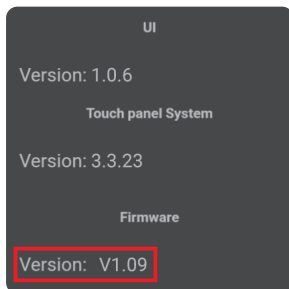 UI
Version: 1.0.6
Touch panel System
Version: 3.3.23
Firmware
Version: V1.09